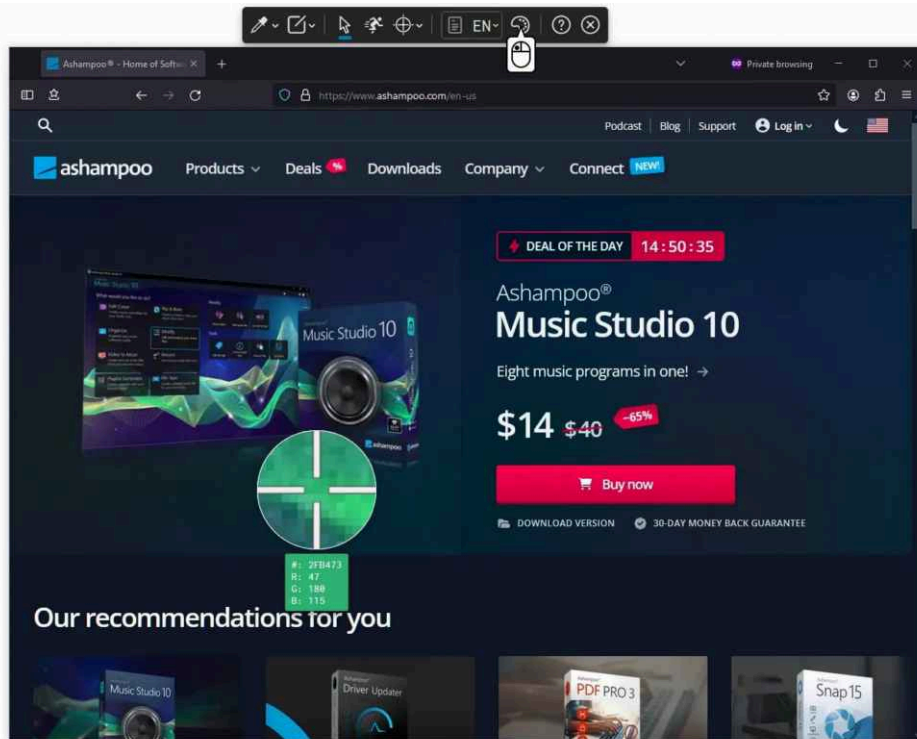 EN
Ashampoo® - Home of Softw
Private browsing
https://www.ashampoo.com/en-us
Podcast Blog Support Log in
ashampoo Products Deals % Downloads Company Connect NEW!
DEAL OF THE DAY 14:50:35
Ashampoo®
Music Studio 10
Eight music programs in one! →
$14 $40 -65%
Buy now
DOWNLOAD VERSION 30-DAY MONEY BACK GUARANTEE
Music Studio 10
ashampoo
#: 2FB473
R: 47
G: 180
B: 115
Our recommendations for you
Music Studio 10
Driver Updater
PDF PRO 3
Snap 15